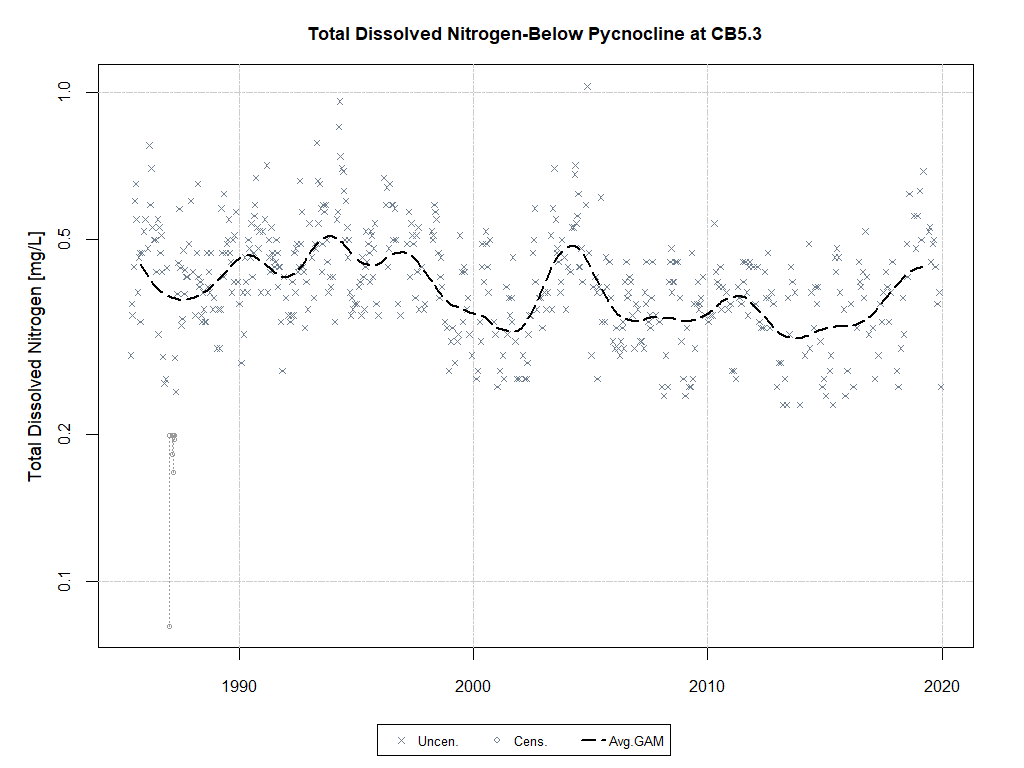 Total Dissolved Nitrogen-Below Pycnocline at CB5.3
Total Dissolved Nitrogen [mg/L]
1.0
0.5
0.2
0.1
1990 2000 2010 2020
Uncen. Cens. Avg.GAM